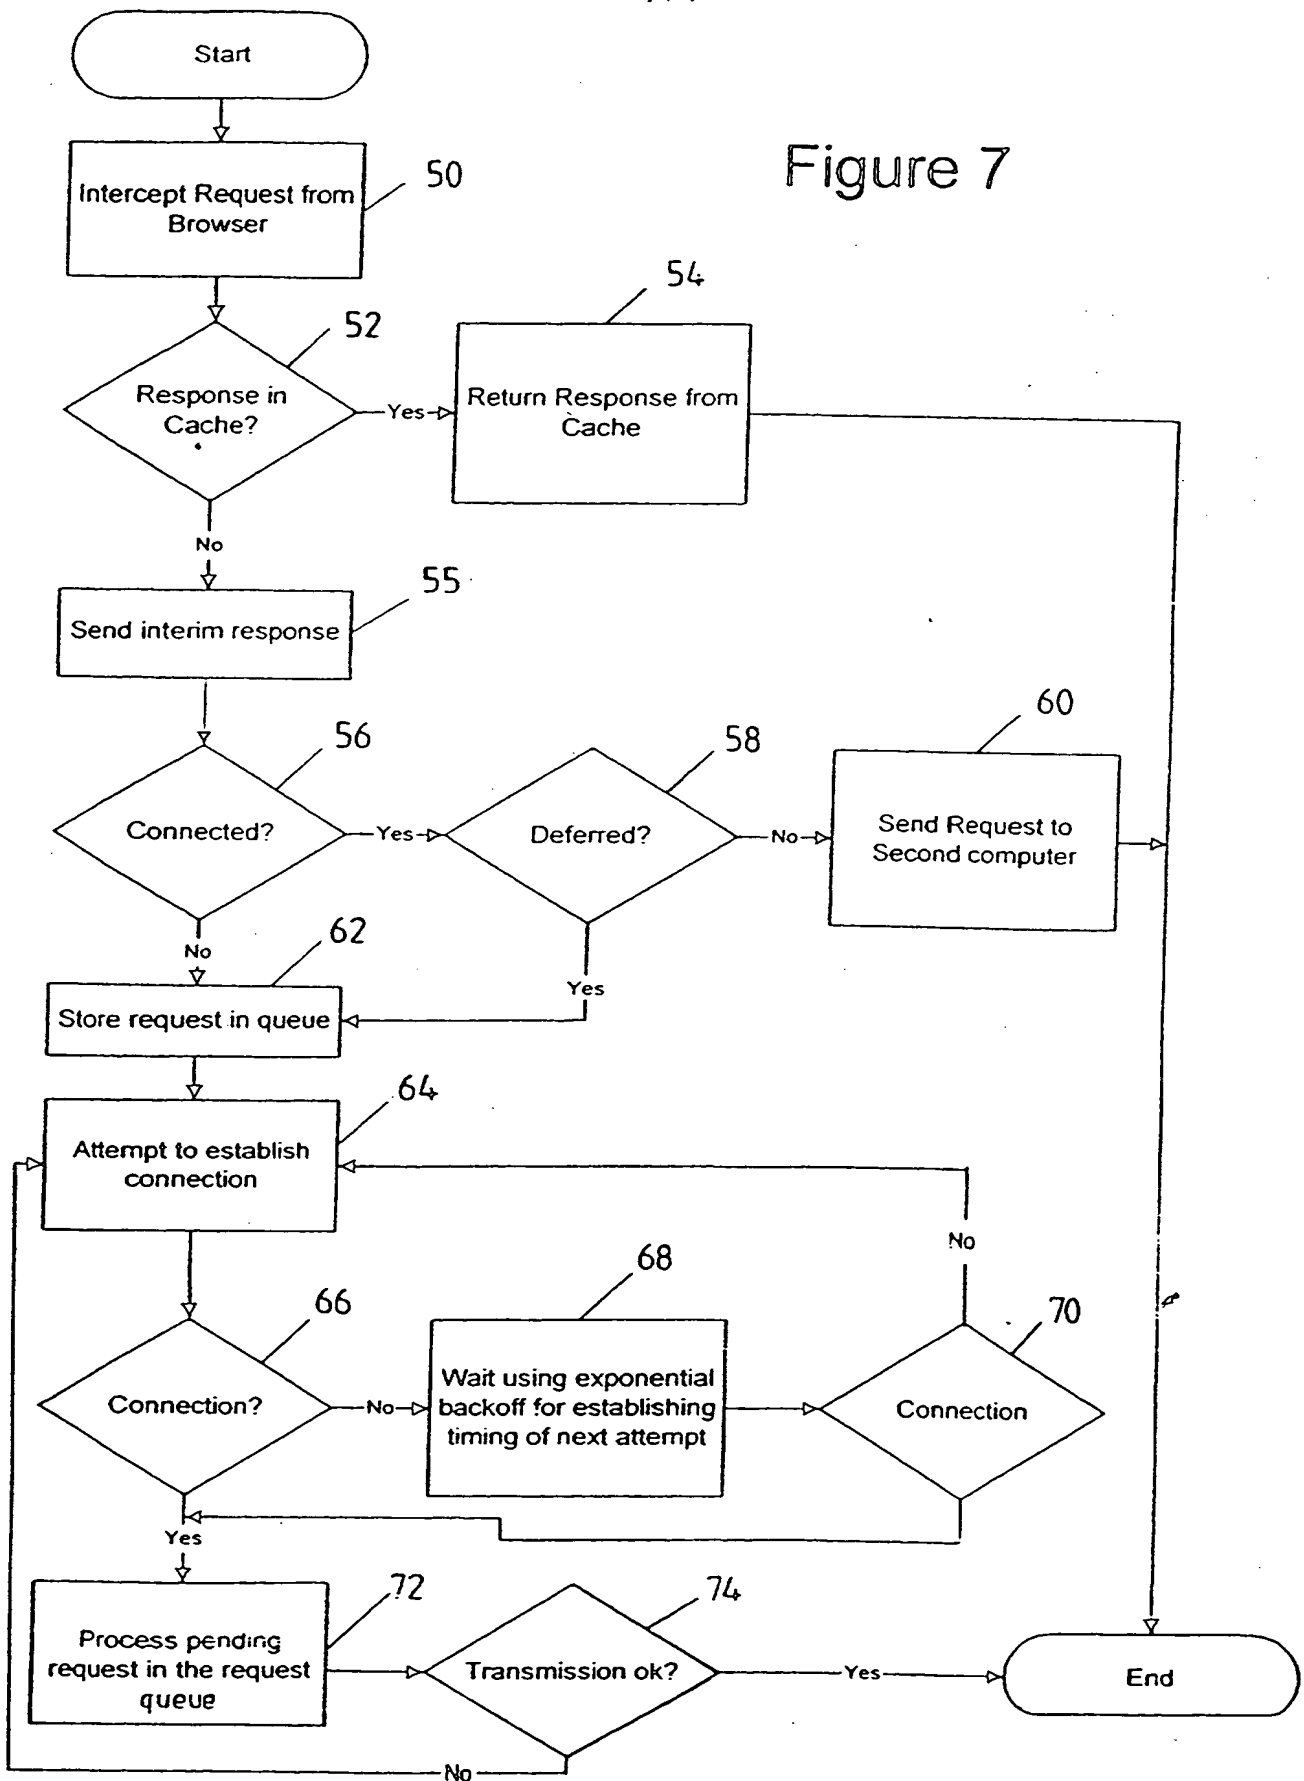 Start
Figure 7
50
Intercept Request from
Browser
54
52
Response in
Cache?
Yes
Return Response from
Cache
No
55
Send interim response
60
56
58
Connected?
Yes
Deferred?
No
Send Request to
Second computer
No
62
Yes
Store request in queue
64
Attempt to establish
connection
No
68
66
70
Connection?
No
Wait using exponential
backoff for establishing
timing of next attempt
Connection
Yes
72
74
Process pending
request in the request
queue
Transmission ok?
Yes
End
No